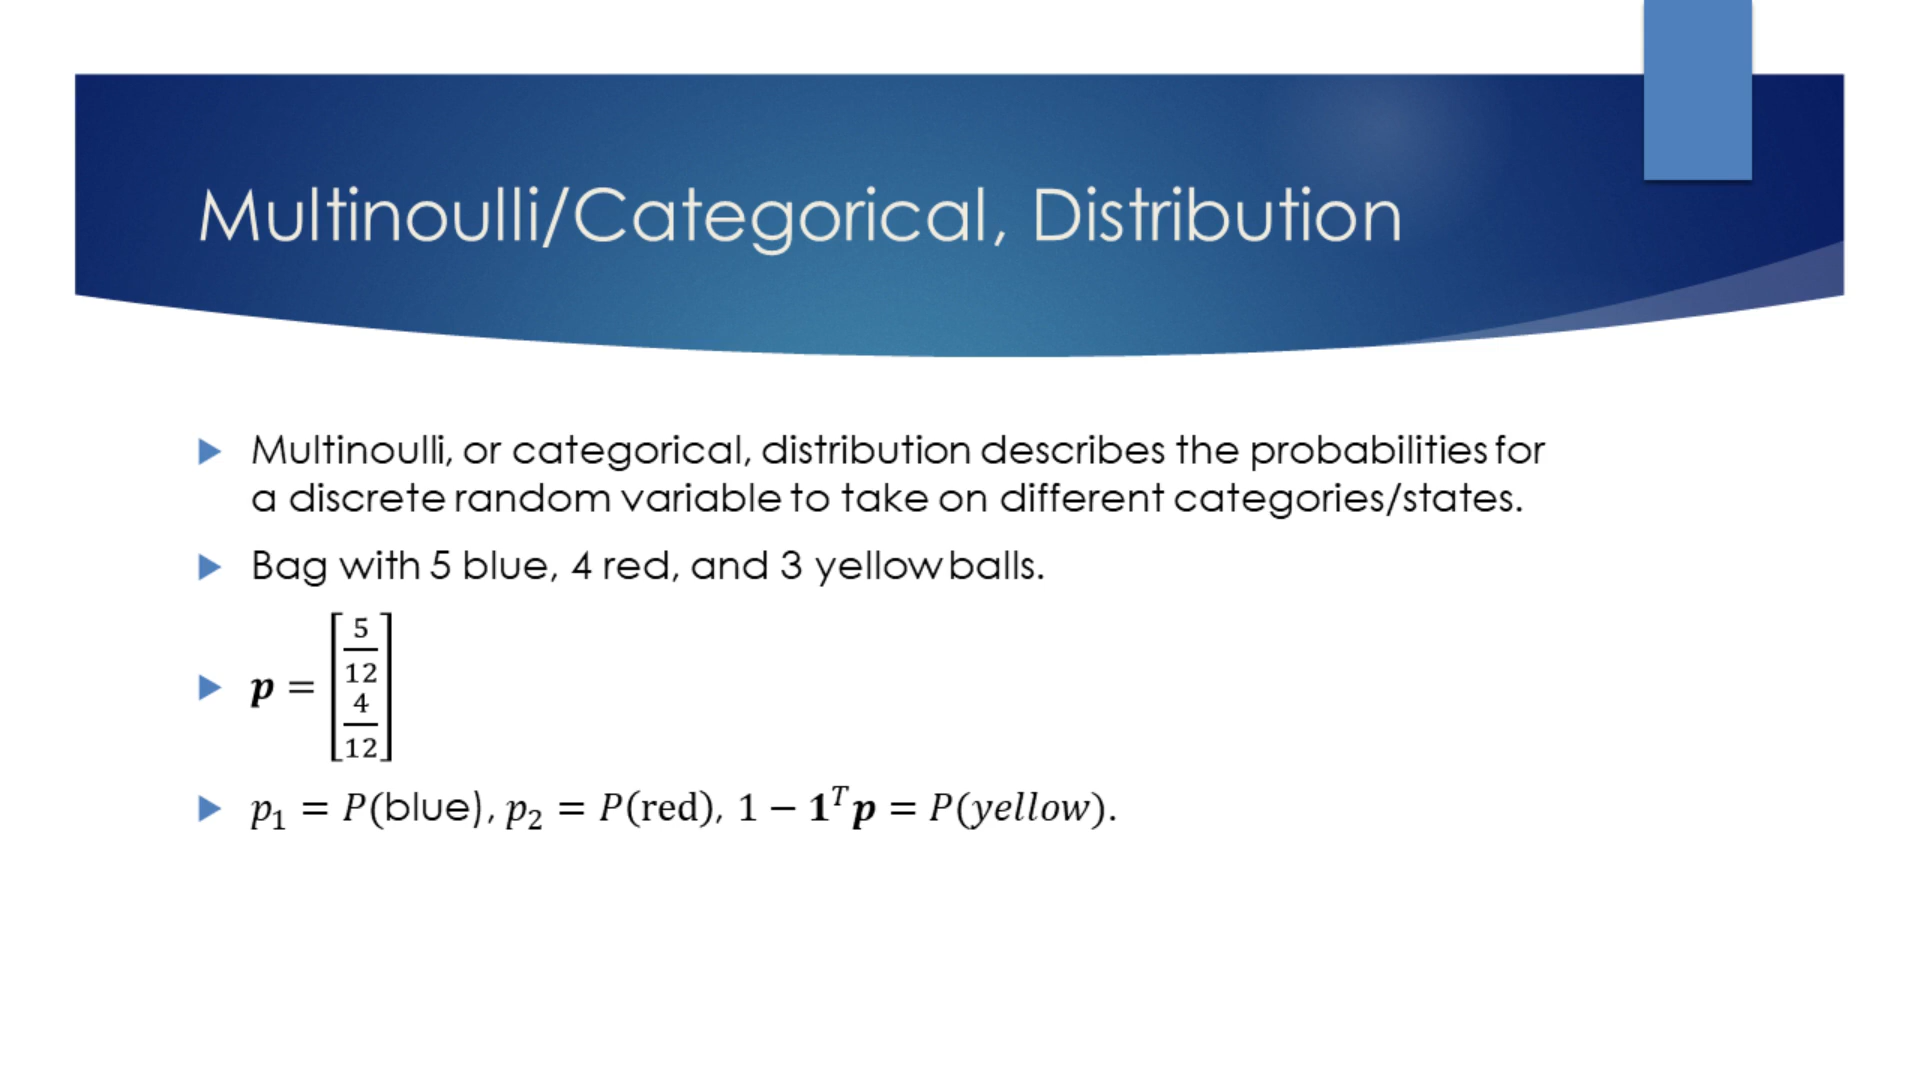 Multinoulli/Categorical, Distribution
Multinoulli, or categorical, distribution describes the probabilities for
a discrete random variable to take on different categories/states.
Bag with 5 blue, 4 red, and 3 yellow balls.
𝒑 = [5/12 4/12]
p₁ = P(blue), p₂ = P(red), 1 − 𝟏ᵀ𝒑 = P(yellow).